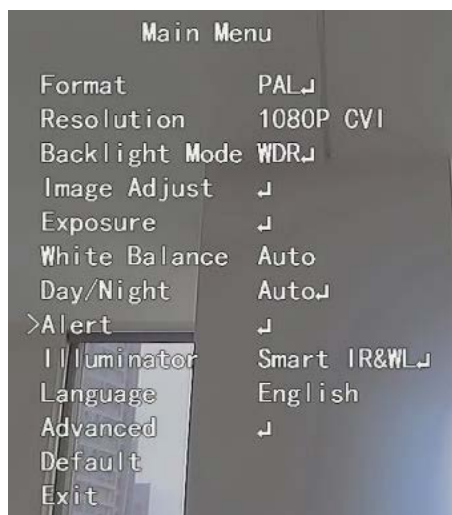 Main Menu
Format PAL↲
Resolution 1080P CVI
Backlight Mode WDR↲
Image Adjust ↲
Exposure ↲
White Balance Auto
Day/Night Auto↲
>Alert ↲
Illuminator Smart IR&WL↲
Language English
Advanced ↲
Default
Exit